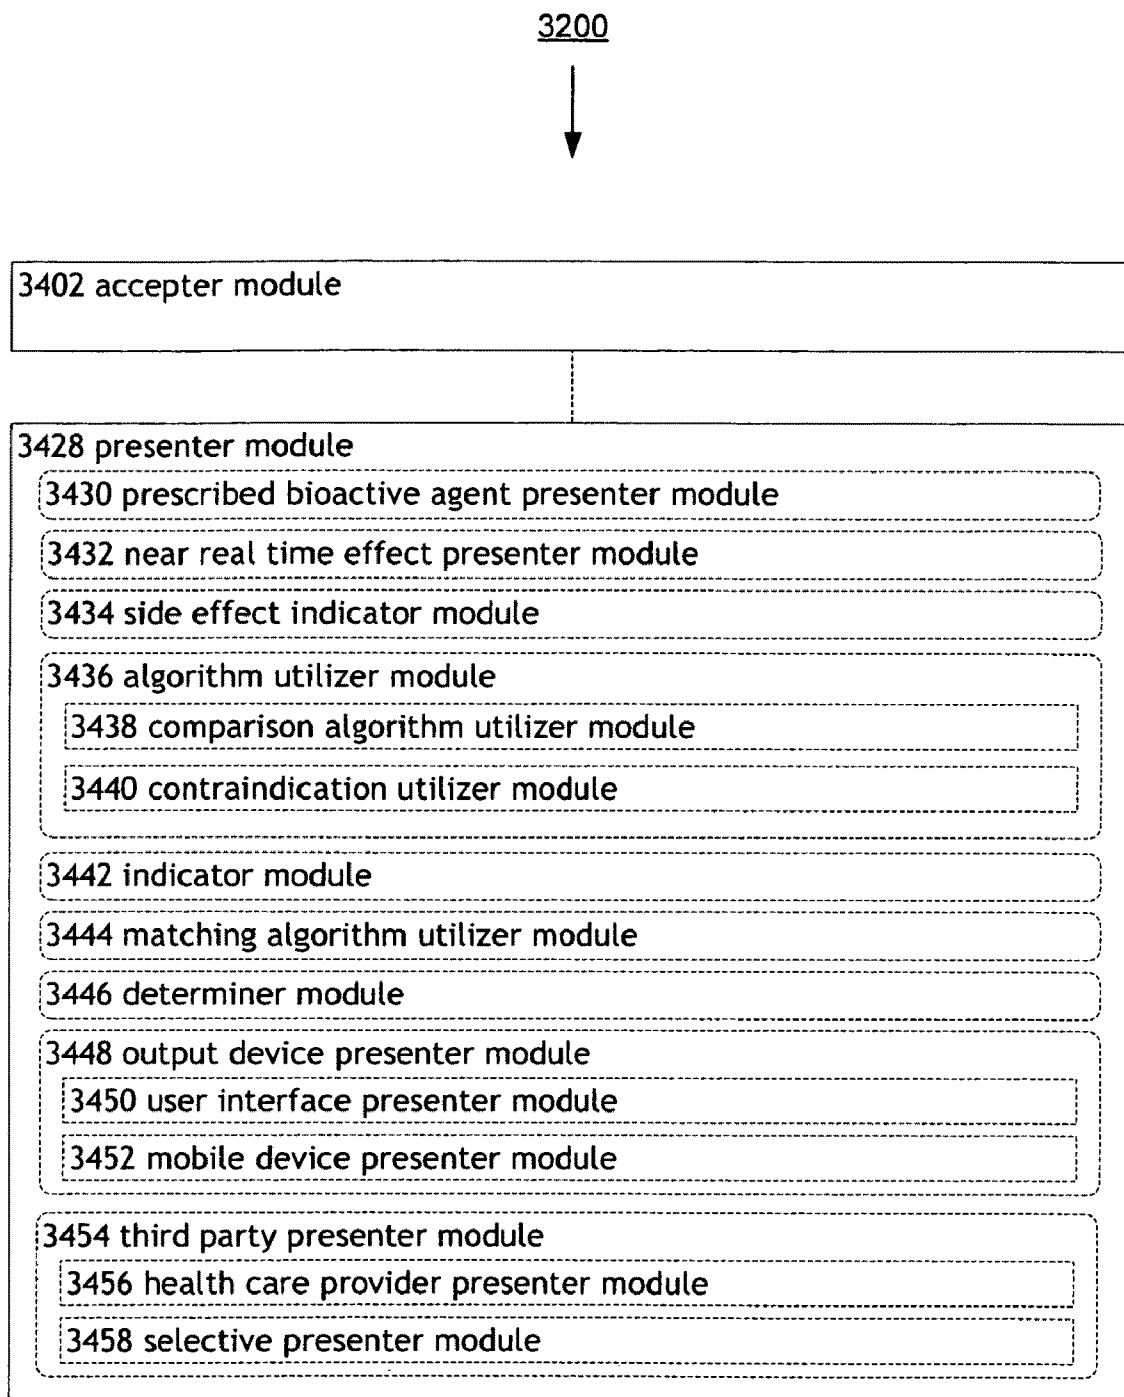 3200
3402 accepter module
3428 presenter module
3430 prescribed bioactive agent presenter module
3432 near real time effect presenter module
3434 side effect indicator module
3436 algorithm utilizer module
3438 comparison algorithm utilizer module
3440 contraindication utilizer module
3442 indicator module
3444 matching algorithm utilizer module
3446 determiner module
3448 output device presenter module
3450 user interface presenter module
3452 mobile device presenter module
3454 third party presenter module
3456 health care provider presenter module
3458 selective presenter module